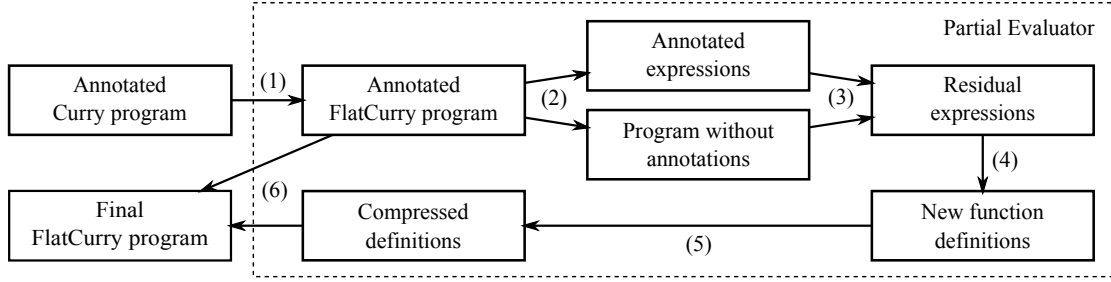 Partial Evaluator
Annotated
Curry program
(1)
Annotated
FlatCurry program
(2)
Annotated
expressions
Program without
annotations
(3)
Residual
expressions
(4)
New function
definitions
(5)
Compressed
definitions
(6)
Final
FlatCurry program